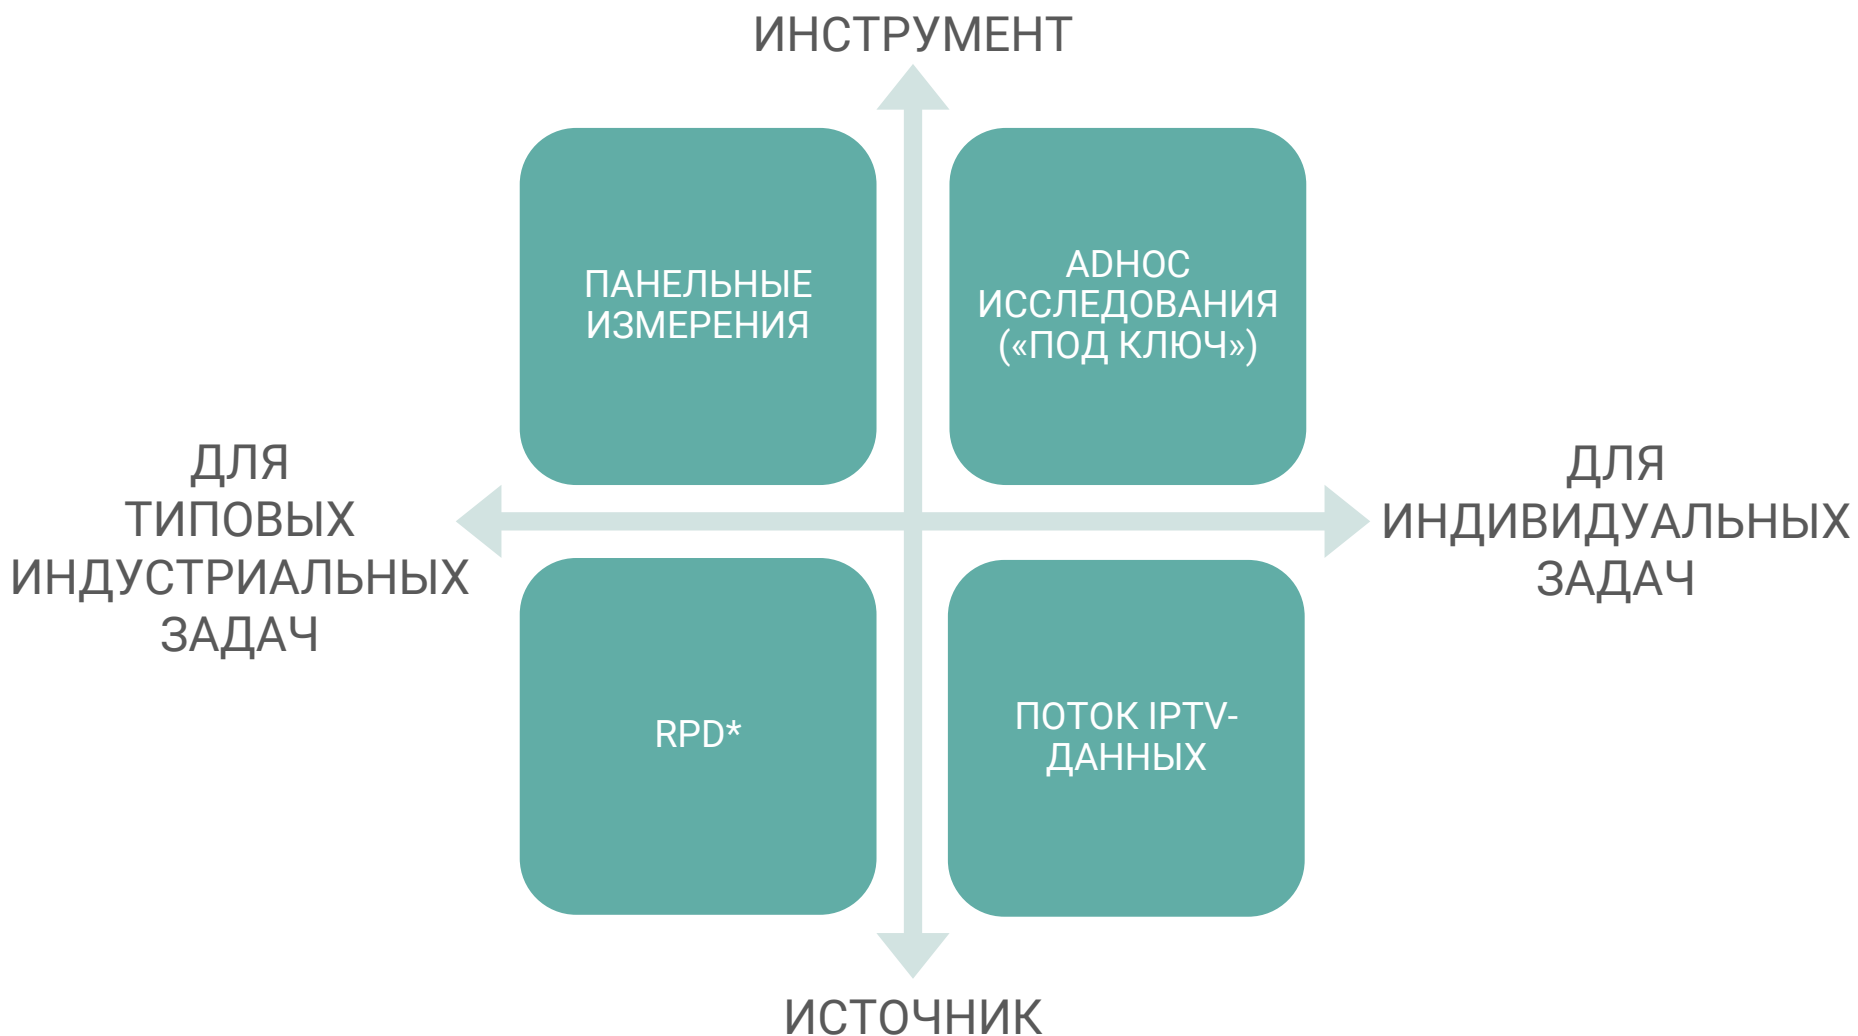 ИНСТРУМЕНТ
ПАНЕЛЬНЫЕ
ИЗМЕРЕНИЯ
ADHOC
ИССЛЕДОВАНИЯ
(«ПОД КЛЮЧ»)
ДЛЯ
ТИПОВЫХ
ИНДУСТРИАЛЬНЫХ
ЗАДАЧ
ДЛЯ
ИНДИВИДУАЛЬНЫХ
ЗАДАЧ
RPD*
ПОТОК IPTV-
ДАННЫХ
ИСТОЧНИК